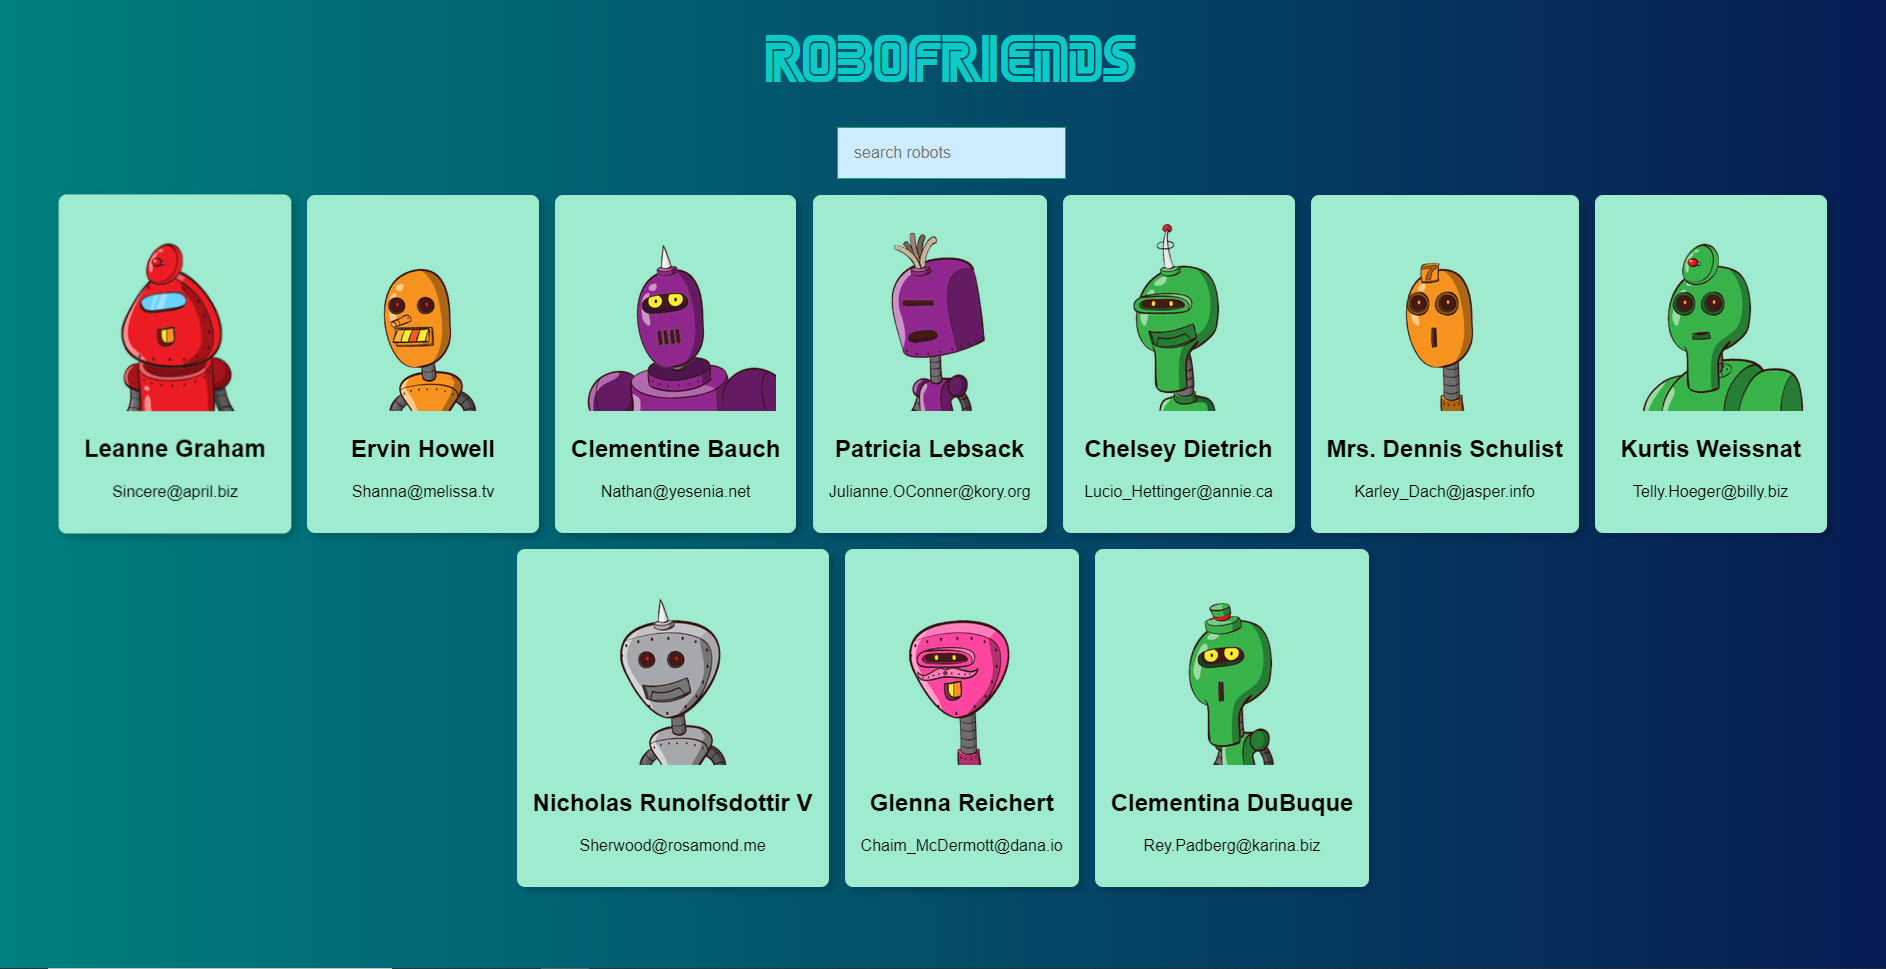 ROBOFRIENDS
search robots
7
Leanne Graham
Sincere@april.biz
Ervin Howell
Shanna@melissa.tv
Clementine Bauch
Nathan@yesenia.net
Patricia Lebsack
Julianne.OConner@kory.org
Chelsey Dietrich
Lucio_Hettinger@annie.ca
Mrs. Dennis Schulist
Karley_Dach@jasper.info
Kurtis Weissnat
Telly.Hoeger@billy.biz
Nicholas Runolfsdottir V
Sherwood@rosamond.me
Glenna Reichert
Chaim_McDermott@dana.io
Clementina DuBuque
Rey.Padberg@karina.biz